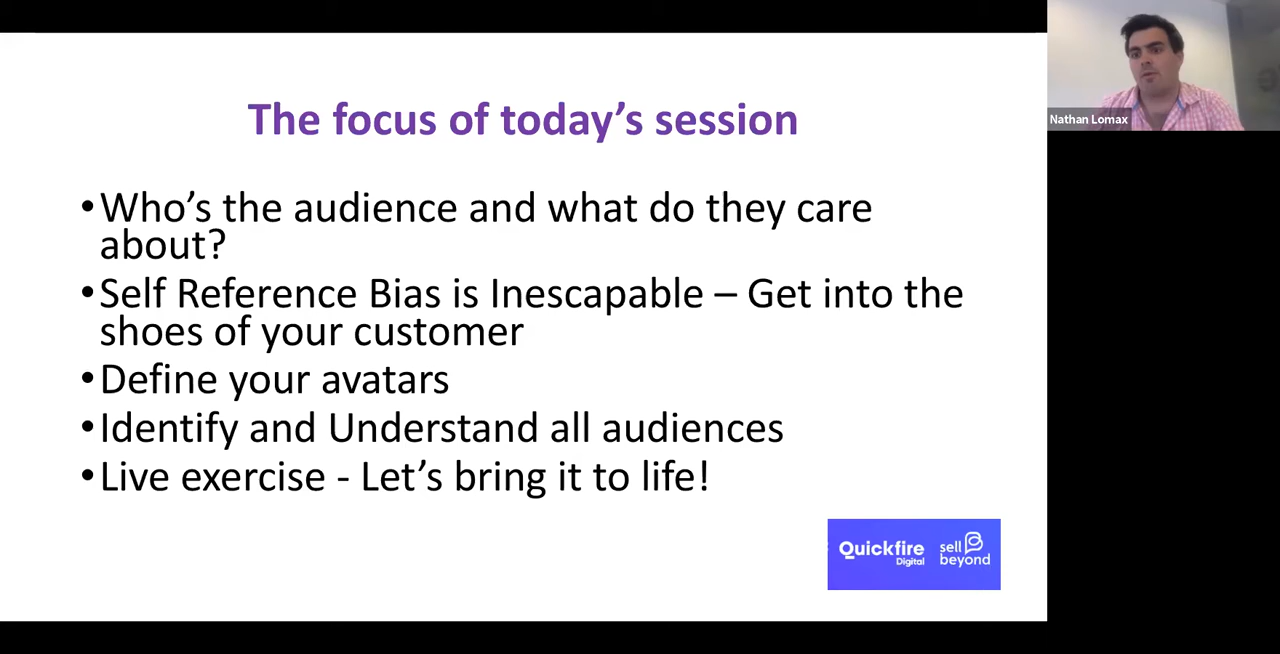 The focus of today's session
•Who's the audience and what do they care
about?
•Self Reference Bias is Inescapable – Get into the
shoes of your customer
•Define your avatars
•Identify and Understand all audiences
•Live exercise - Let's bring it to life!
Quickfire
Digital
sell
beyond
Nathan Lomax